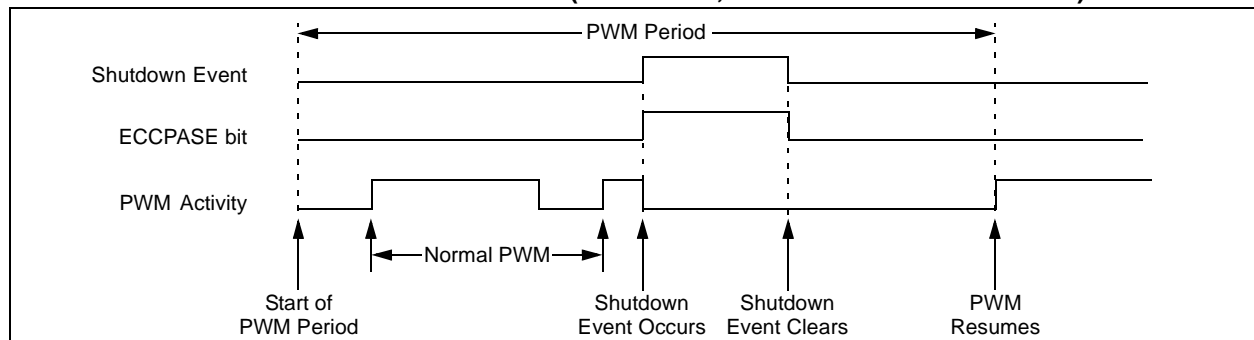 PWM Period
Shutdown Event
ECCPASE bit
PWM Activity
Normal PWM
Start of
PWM Period
Shutdown
Event Occurs
Shutdown
Event Clears
PWM
Resumes